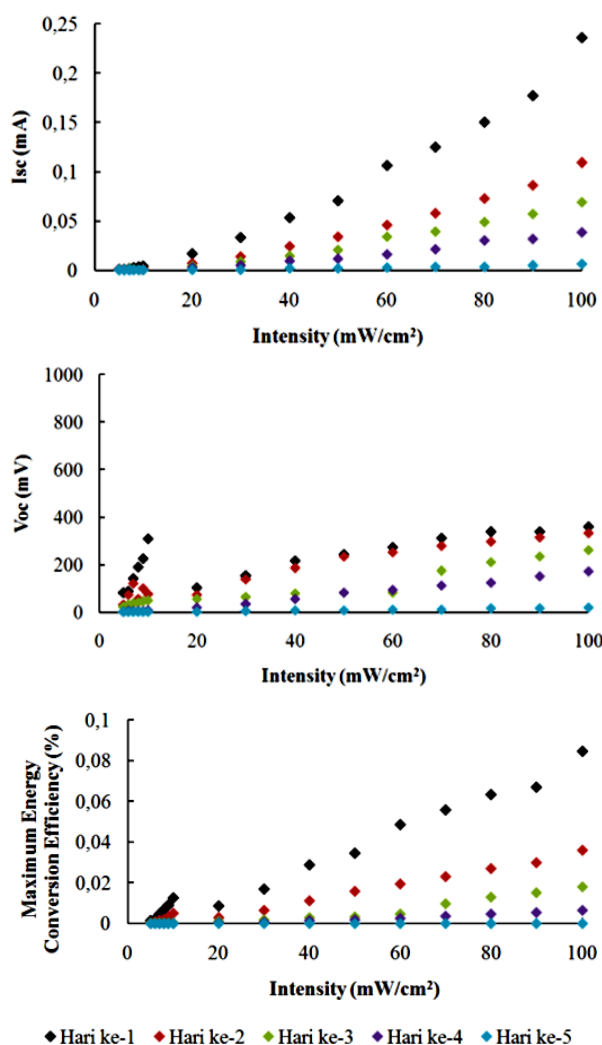 0,25
0,2
0,15
0,1
0,05
0
Isc (mA)
0 20 40 60 80 100
Intensity (mW/cm²)
1000
800
600
400
200
0
Voc (mV)
0 20 40 60 80 100
Intensity (mW/cm²)
0,1
0,08
0,06
0,04
0,02
0
Maximum Energy
Conversion Efficiency (%)
0 20 40 60 80 100
Intensity (mW/cm²)
Hari ke-1 Hari ke-2 Hari ke-3 Hari ke-4 Hari ke-5